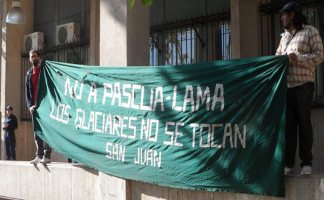 NO A PASCUA-LAMA
LOS GLACIARES NO SE TOCAN
SAN JUAN